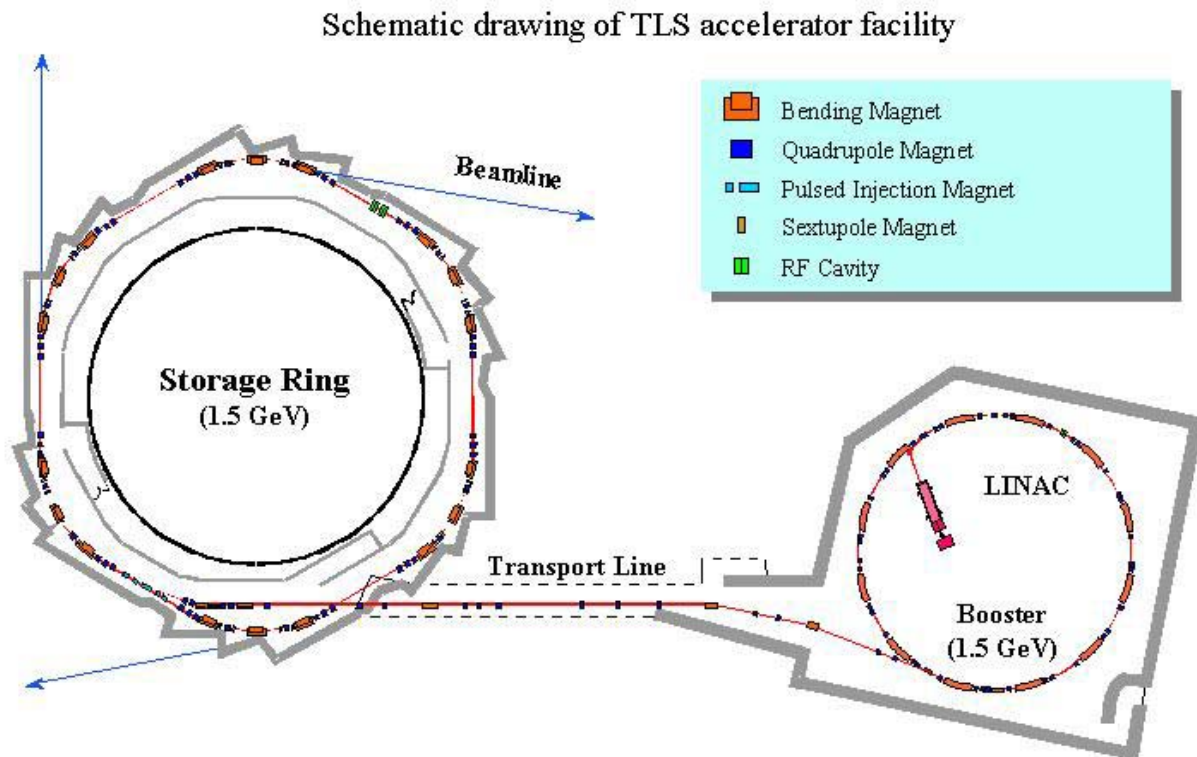 Schematic drawing of TLS accelerator facility
Bending Magnet
Quadrupole Magnet
Pulsed Injection Magnet
Sextupole Magnet
RF Cavity
Beamline
Storage Ring
(1.5 GeV)
LINAC
Transport Line
Booster
(1.5 GeV)